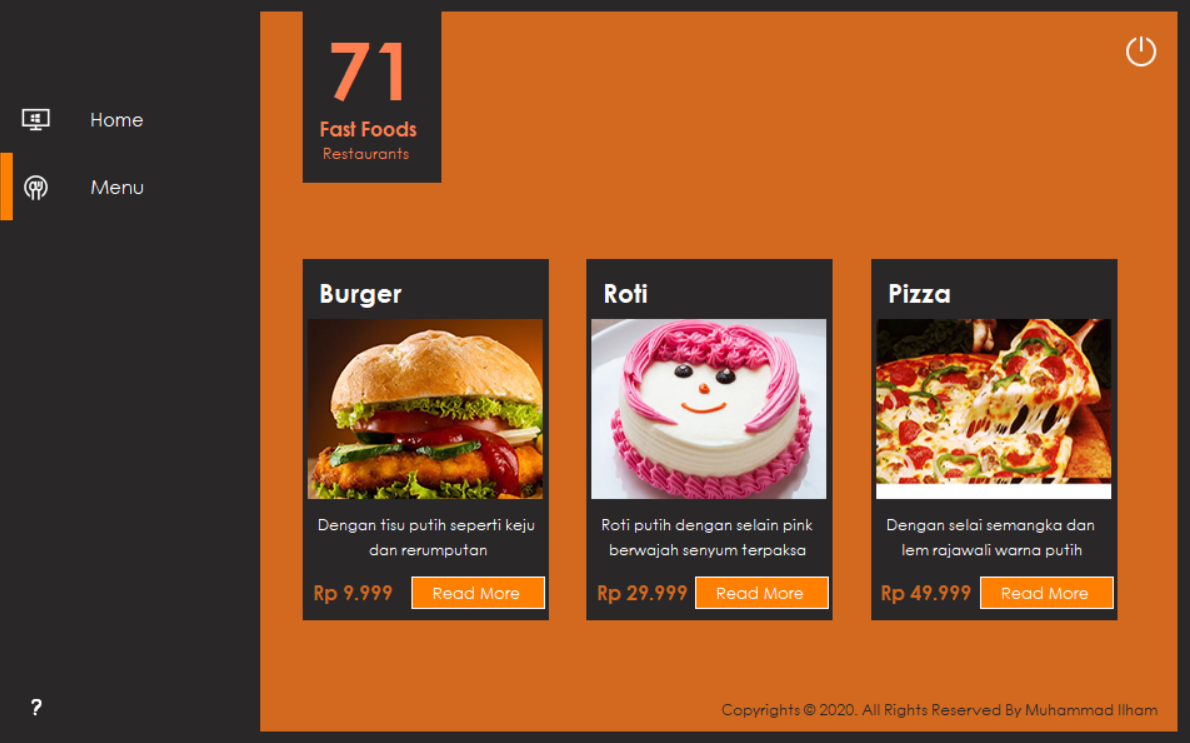 Home
Menu
71
Fast Foods
Restaurants
Burger
Dengan tisu putih seperti keju
dan rerumputan
Rp 9.999
Read More
Roti
Roti putih dengan selain pink
berwajah senyum terpaksa
Rp 29.999
Read More
Pizza
Dengan selai semangka dan
lem rajawali warna putih
Rp 49.999
Read More
?
Copyrights © 2020. All Rights Reserved By Muhammad Ilham